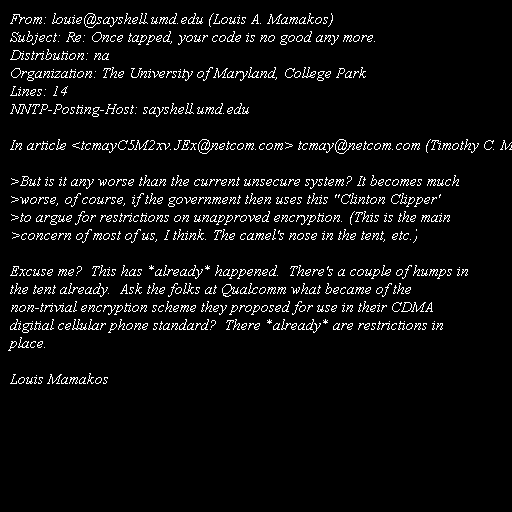 From: louie@sayshell.umd.edu (Louis A. Mamakos)
Subject: Re: Once tapped, your code is no good any more.
Distribution: na
Organization: The University of Maryland, College Park
Lines: 14
NNTP-Posting-Host: sayshell.umd.edu

In article <tcmayC5M2xv.JEx@netcom.com> tcmay@netcom.com (Timothy C. M

>But is it any worse than the current unsecure system? It becomes much
>worse, of course, if the government then uses this "Clinton Clipper"
>to argue for restrictions on unapproved encryption. (This is the main
>concern of most of us, I think. The camel's nose in the tent, etc.)

Excuse me?  This has *already* happened.  There's a couple of humps in
the tent already.  Ask the folks at Qualcomm what became of the
non-trivial encryption scheme they proposed for use in their CDMA
digitial cellular phone standard?  There *already* are restrictions in
place.

Louis Mamakos